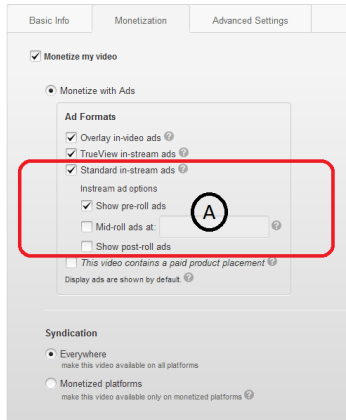 Basic Info Monetization Advanced Settings
Monetize my video
Monetize with Ads
Ad Formats
Overlay in-video ads ?
TrueView in-stream ads ?
Standard in-stream ads ?
Instream ad options
Show pre-roll ads
A
Mid-roll ads at: ?
Show post-roll ads
This video contains a paid product placement ?
Display ads are shown by default. ?
Syndication
Everywhere
make this video available on all platforms
Monetized platforms
make this video available only on monetized platforms ?